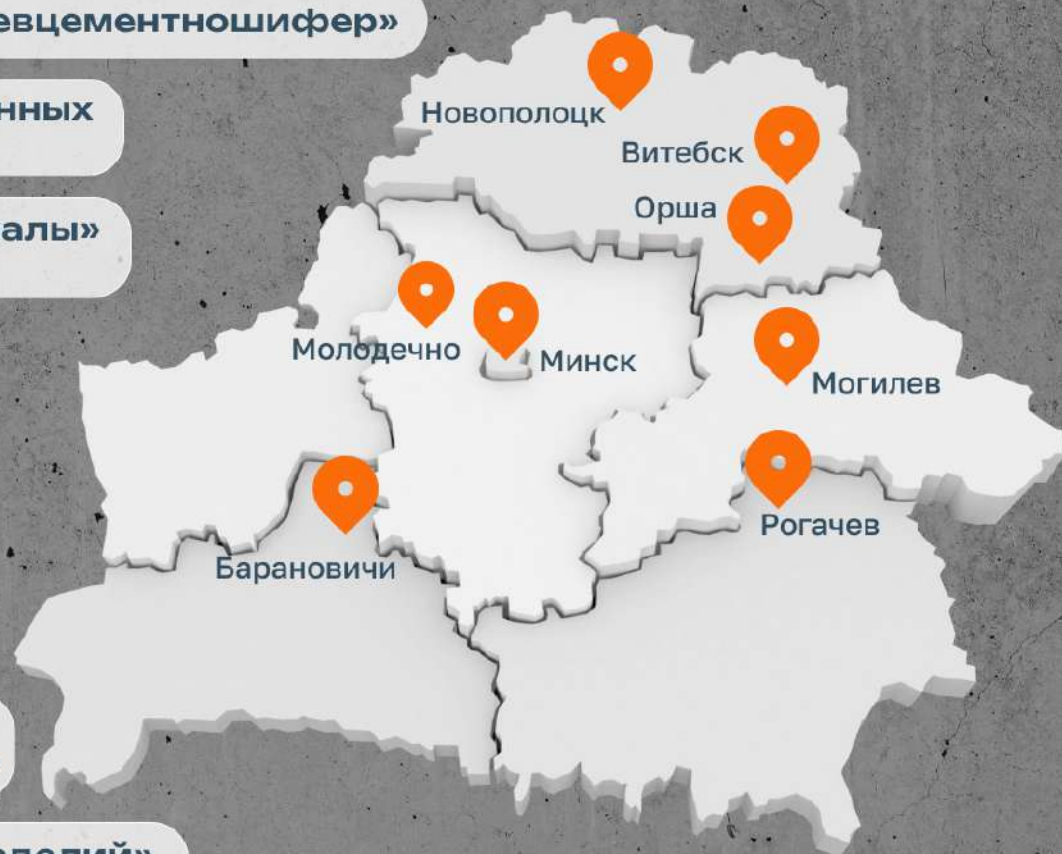 евцементношифер»
нных
алы»
Новополоцк
Витебск
Орша
Молодечно
Минск
Могилев
Рогачев
Барановичи